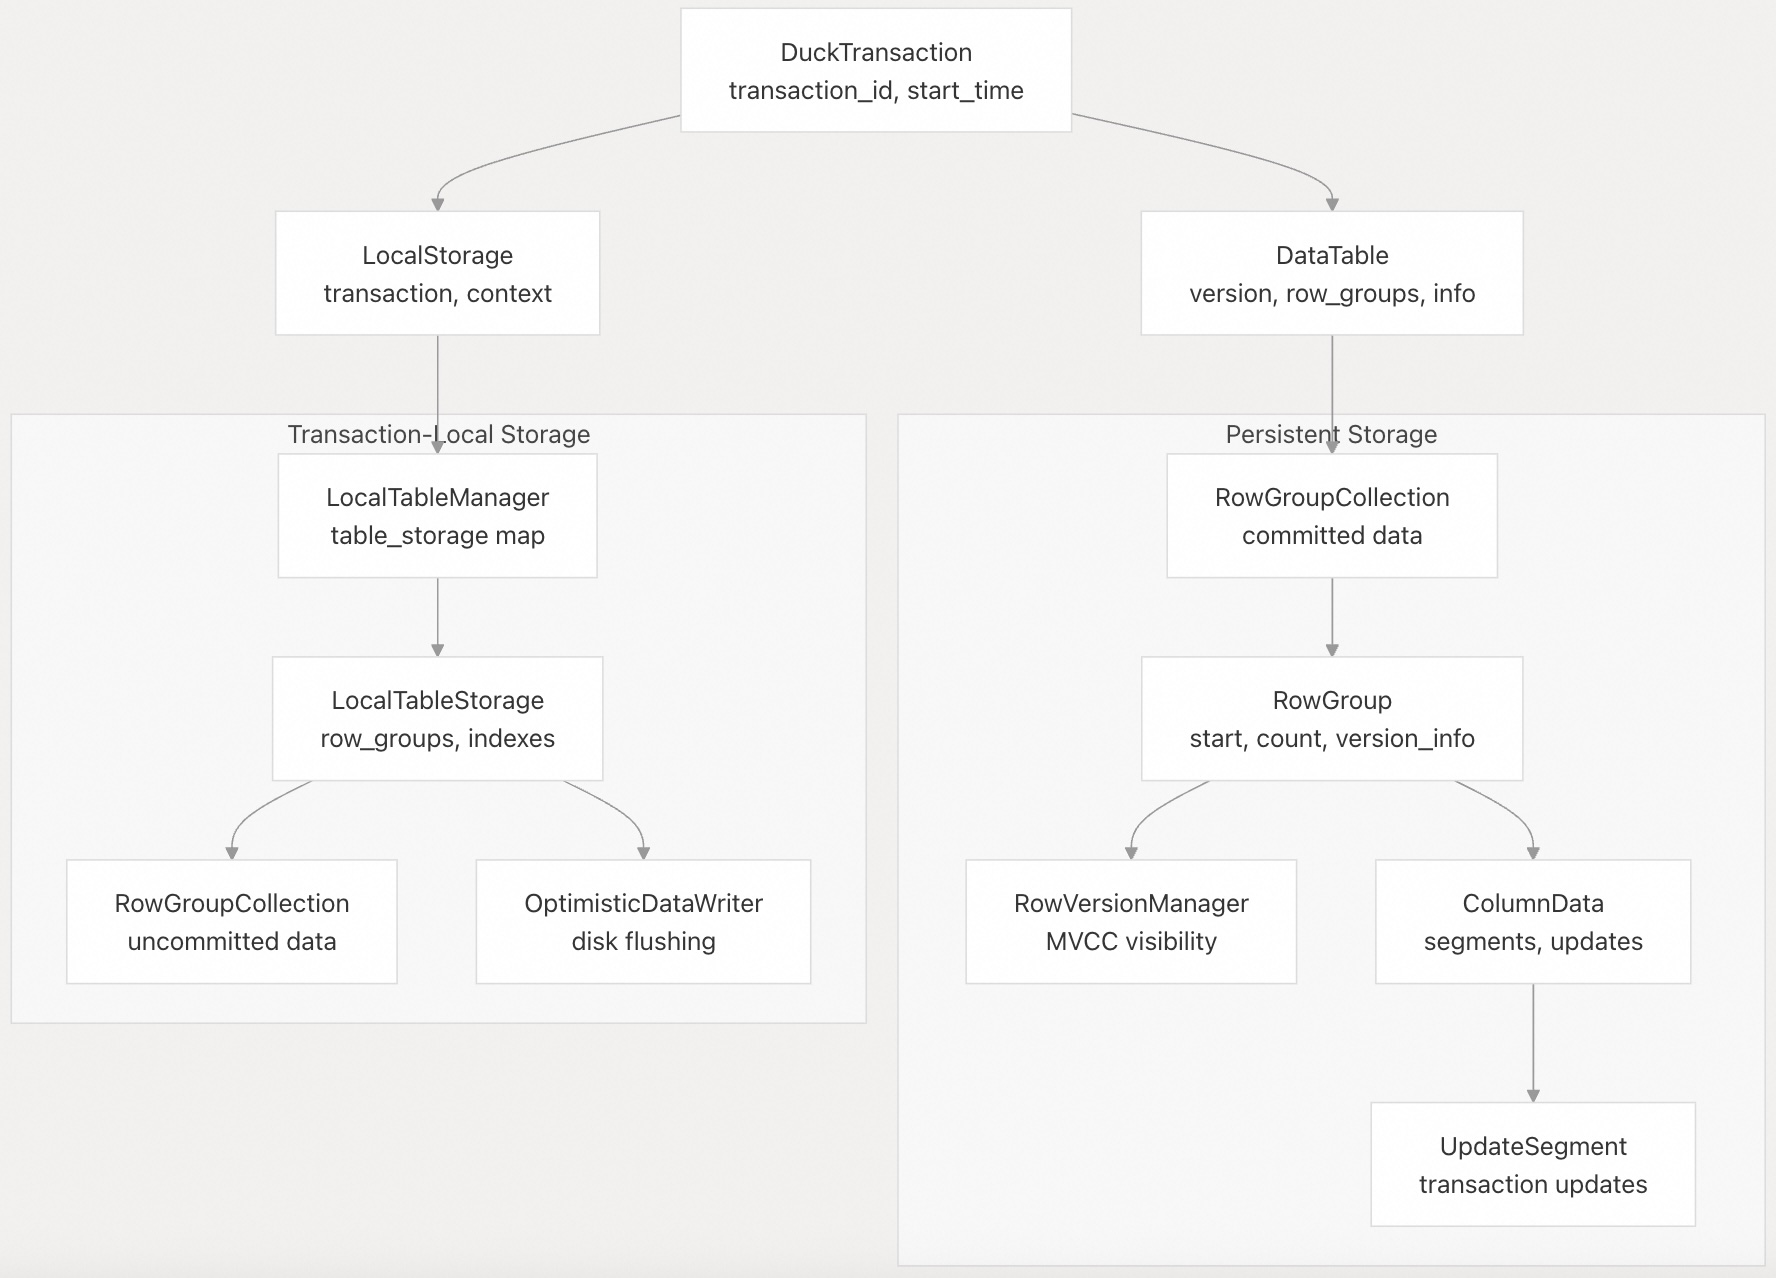 DuckTransaction
transaction_id, start_time
LocalStorage
transaction, context
DataTable
version, row_groups, info
Transaction-Local Storage
Persistent Storage
LocalTableManager
table_storage map
RowGroupCollection
committed data
LocalTableStorage
row_groups, indexes
RowGroup
start, count, version_info
RowGroupCollection
uncommitted data
OptimisticDataWriter
disk flushing
RowVersionManager
MVCC visibility
ColumnData
segments, updates
UpdateSegment
transaction updates